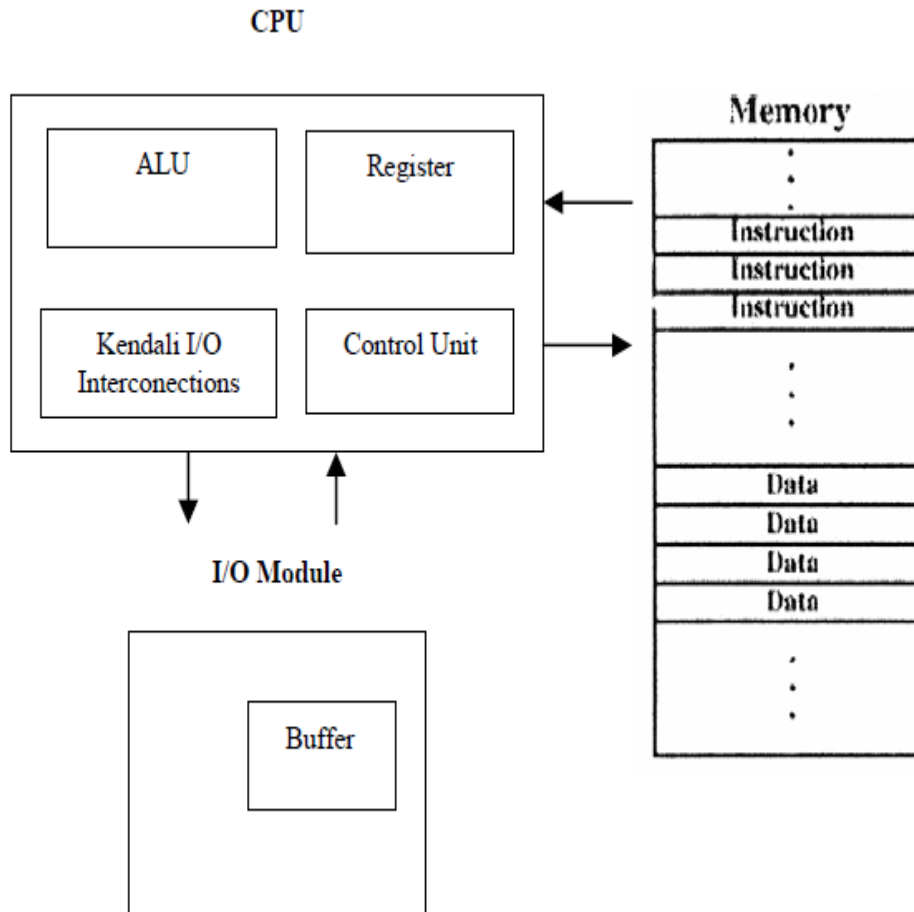 CPU
ALU
Register
Kendali I/O
Interconections
Control Unit
I/O Module
Buffer
Memory
Instruction
Instruction
Instruction
Data
Data
Data
Data